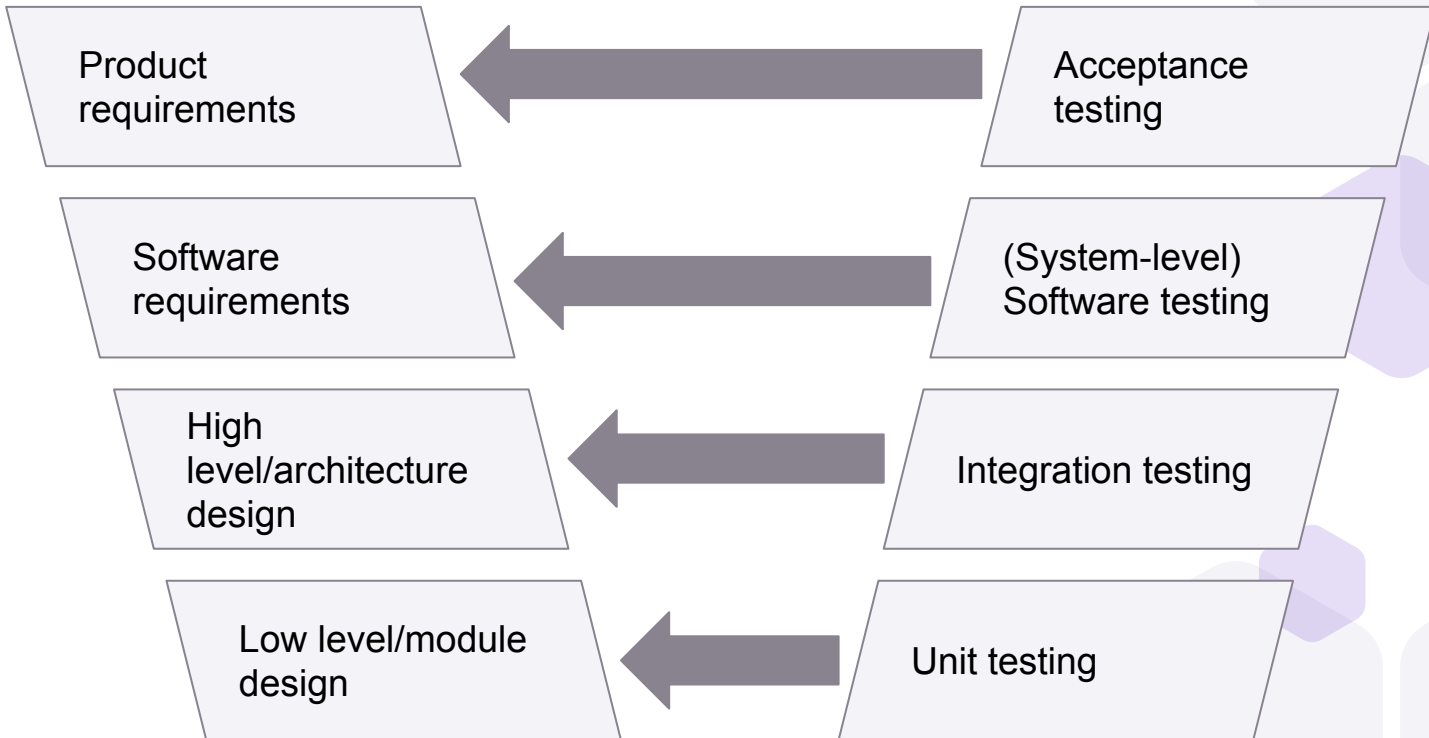 Product
requirements
Acceptance
testing
Software
requirements
(System-level)
Software testing
High
level/architecture
design
Integration testing
Low level/module
design
Unit testing